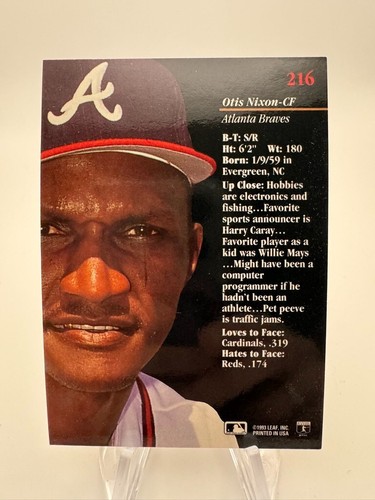 A
216
Otis Nixon-CF
Atlanta Braves
B-T: S/R
Ht: 6'2" Wt: 180
Born: 1/9/59 in
Evergreen, NC
Up Close: Hobbies
are electronics and
fishing...Favorite
sports announcer is
Harry Caray...
Favorite player as a
kid was Willie Mays
...Might have been a
computer
programmer if he
hadn't been an
athlete...Pet peeve
is traffic jams.
Loves to Face:
Cardinals, .319
Hates to Face:
Reds, .174
©1993 LEAF, INC.
PRINTED IN USA